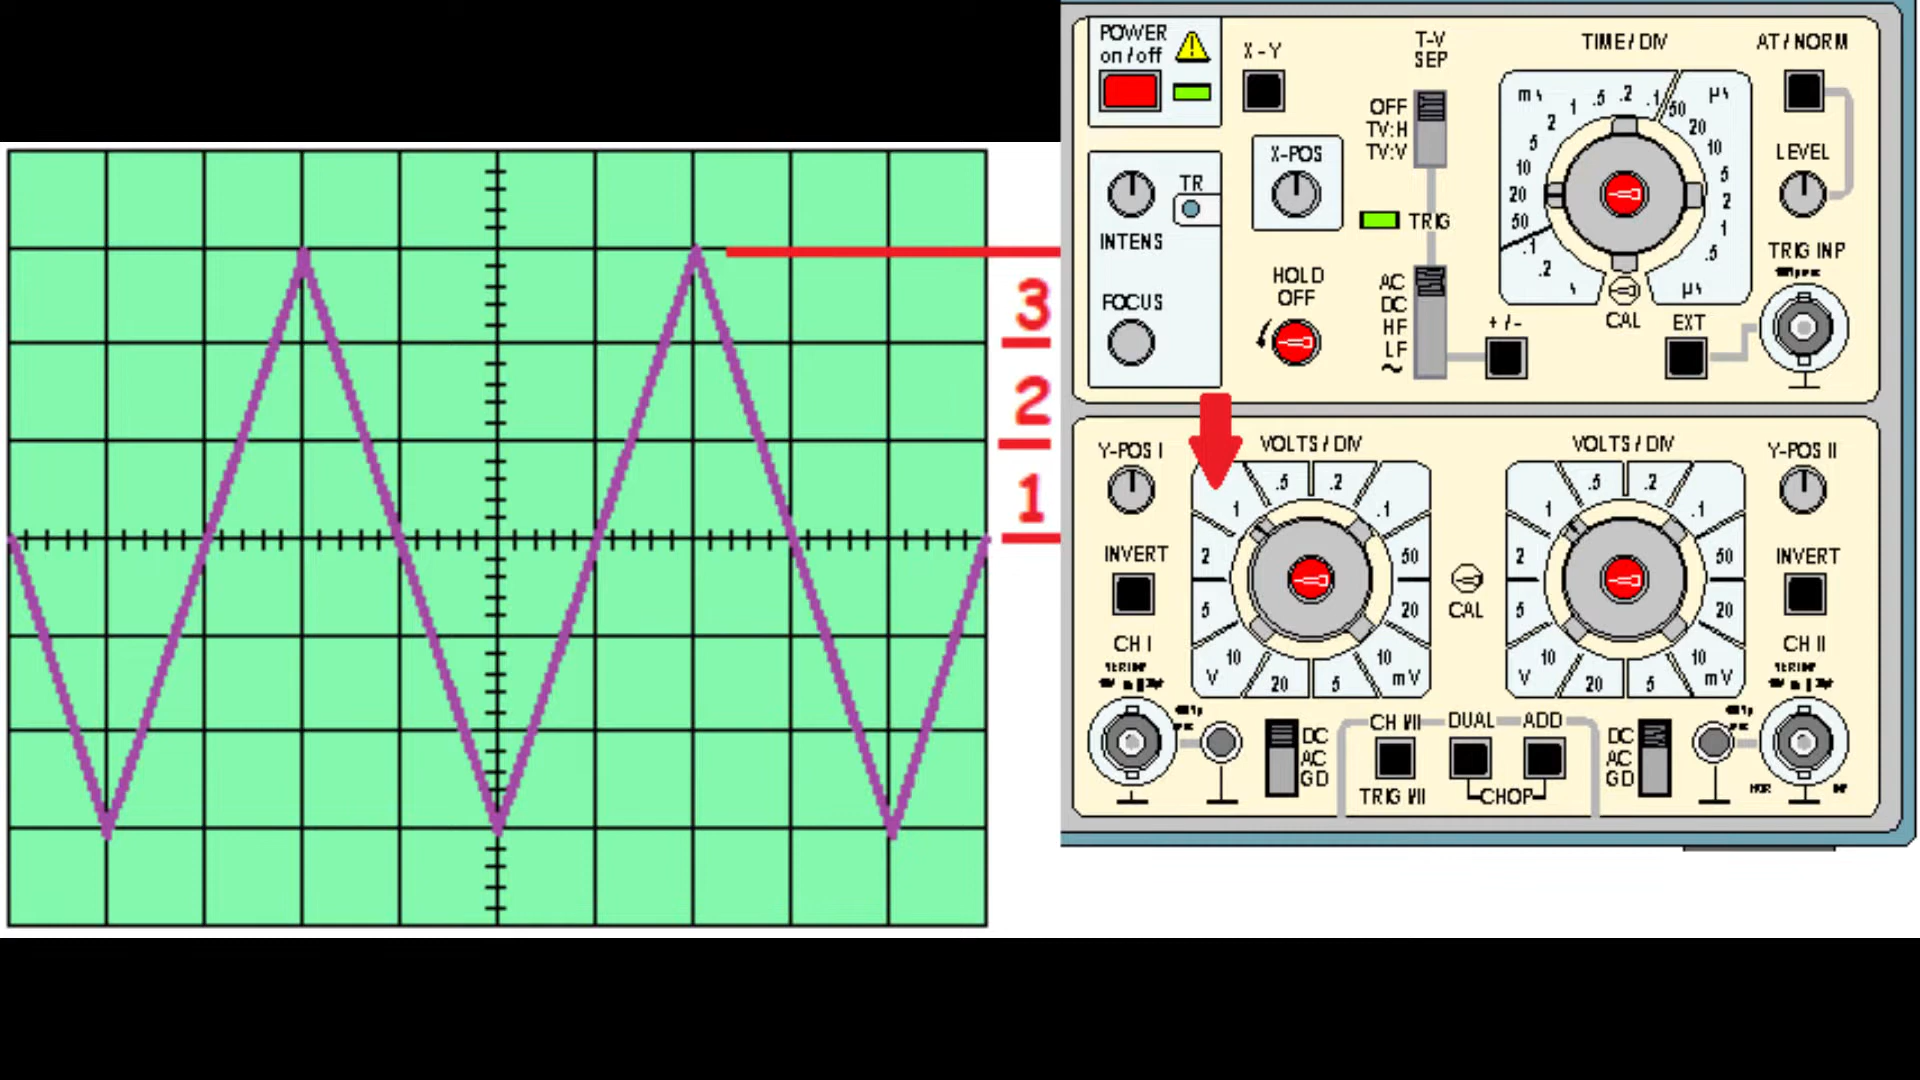 POWER
on / off
X - Y
T-V
SEP
TIME / DIV
AT / NORM
OFF
TV:H
TV:V
ms
1
.5
.2
.1
50
µs
2
20
5
10
10
5
20
2
50
1
.1
.5
.2
s
µs
CAL
LEVEL
X-POS
TR
INTENS
TRIG
TRIG INP
HOLD
OFF
FOCUS
AC
DC
HF
LF
~
+ / -
EXT
3
2
1
Y-POS I
VOLTS / DIV
VOLTS / DIV
Y-POS II
.5
.2
1
.1
2
50
5
20
10
10
V
20
5
mV
.5
.2
1
.1
2
50
5
20
10
10
V
20
5
mV
INVERT
CAL
INVERT
CH I
CH II
DC
AC
GD
CH I/II
DUAL
ADD
TRIG I/II
CHOP
DC
AC
GD